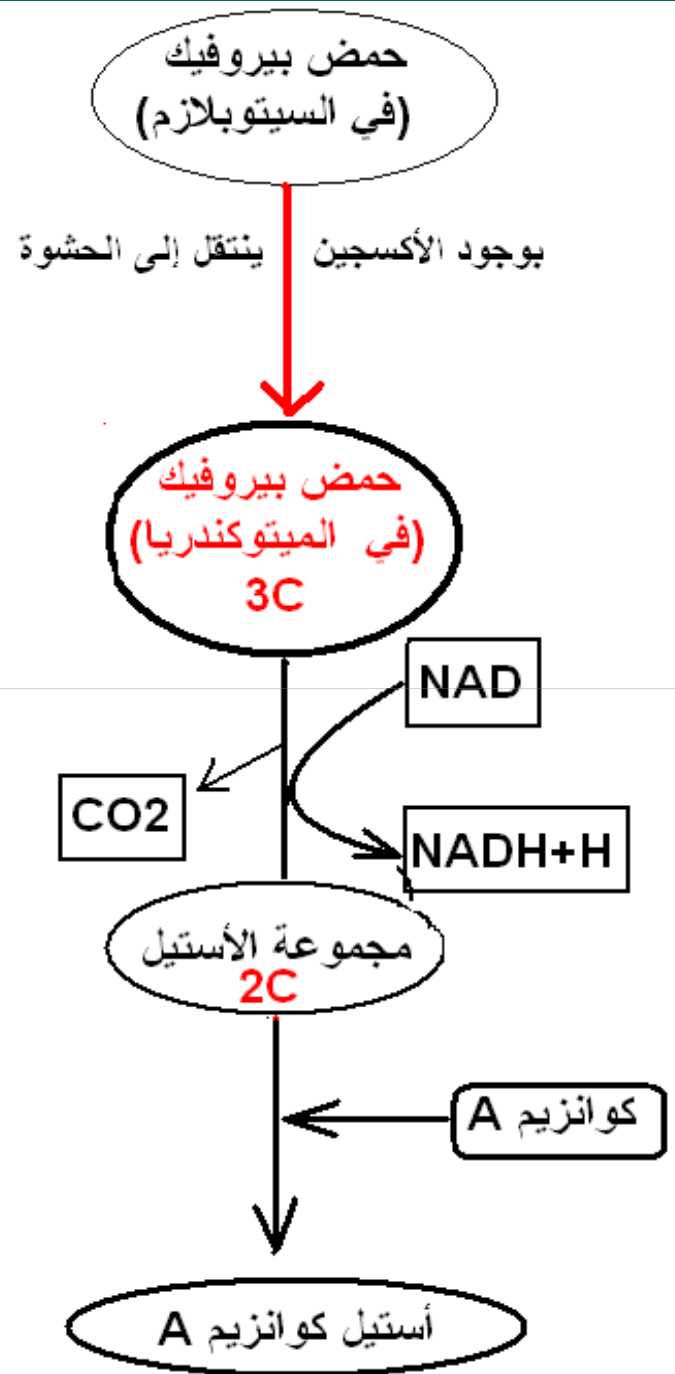 حمض بيروفيك
(في السيتوبلازم)
بوجود الأكسجين
ينتقل إلى الحشوة
حمض بيروفيك
(في الميتوكندريا)
3C
NAD
CO2
NADH+H
مجموعة الأستيل
2C
كوانزيم A
أستيل كوانزيم A